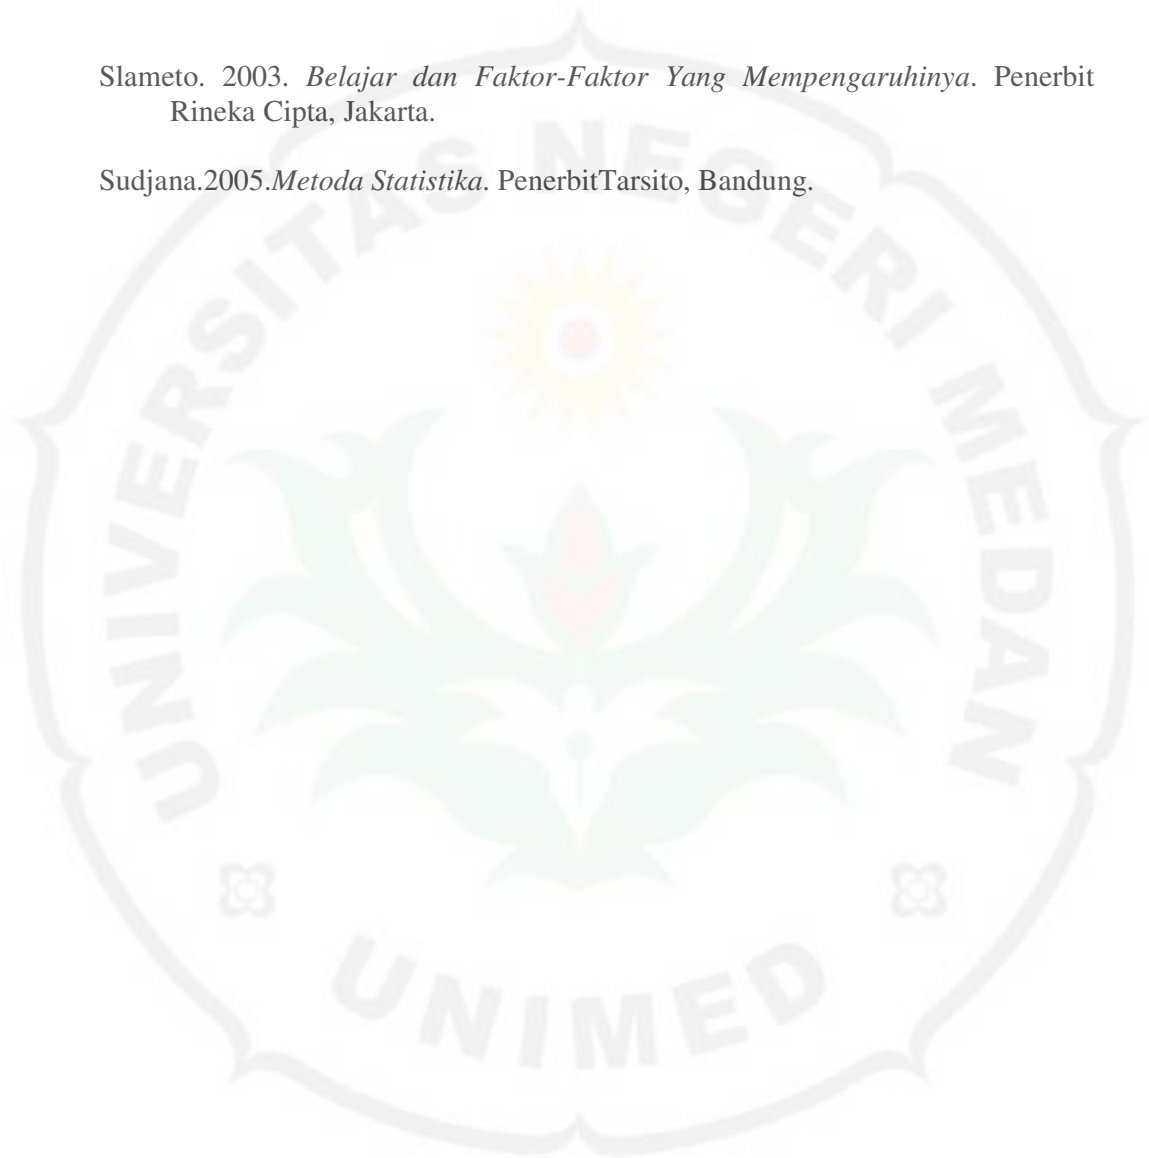 Slameto. 2003. Belajar dan Faktor-Faktor Yang Mempengaruhinya. Penerbit
Rineka Cipta, Jakarta.
Sudjana.2005.Metoda Statistika. PenerbitTarsito, Bandung.
UNIVERSITAS NEGERI MEDAN
UNIMED